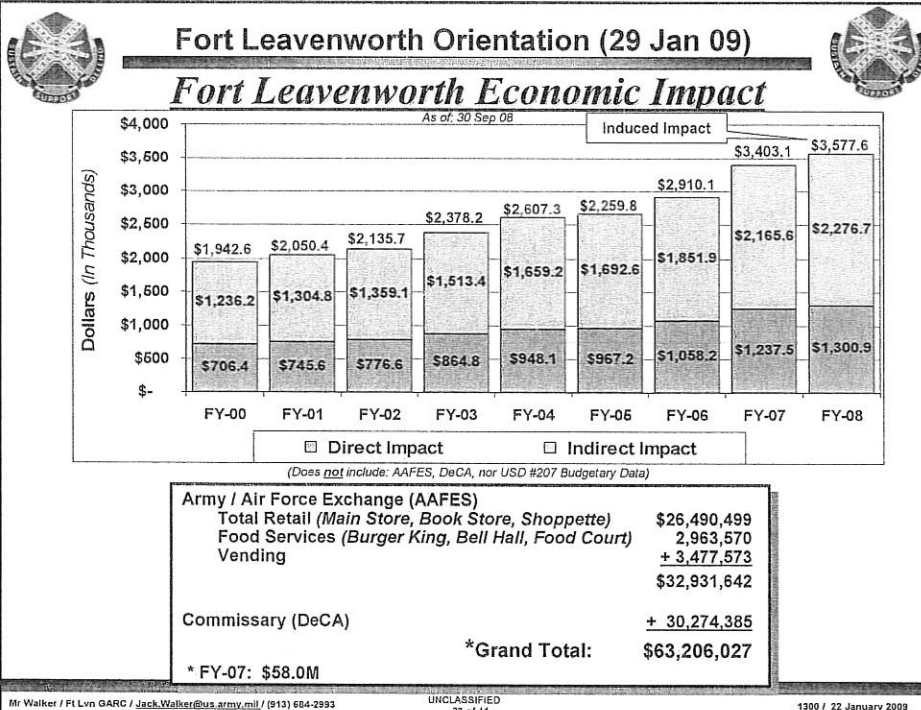 Fort Leavenworth Orientation (29 Jan 09)
SUPPORT
SUPPORT
Fort Leavenworth Economic Impact
As of: 30 Sep 08
Induced Impact
Dollars (In Thousands)
$4,000
$3,500
$3,000
$2,500
$2,000
$1,500
$1,000
$500
$-
$1,942.6 $2,050.4 $2,135.7 $2,378.2 $2,607.3 $2,259.8 $2,910.1 $3,403.1 $3,577.6
$1,236.2 $1,304.8 $1,359.1 $1,513.4 $1,659.2 $1,692.6 $1,851.9 $2,165.6 $2,276.7
$706.4 $745.6 $776.6 $864.8 $948.1 $967.2 $1,058.2 $1,237.5 $1,300.9
FY-00 FY-01 FY-02 FY-03 FY-04 FY-05 FY-06 FY-07 FY-08
Direct Impact Indirect Impact
(Does not include: AAFES, DeCA, nor USD #207 Budgetary Data)
Army / Air Force Exchange (AAFES)
Total Retail (Main Store, Book Store, Shoppette) $26,490,499
Food Services (Burger King, Bell Hall, Food Court) 2,963,570
Vending + 3,477,573
$32,931,642
Commissary (DeCA) + 30,274,385
*Grand Total: $63,206,027
* FY-07: $58.0M
Mr Walker / Ft Lvn GARC / Jack.Walker@us.army.mil / (913) 684-2993
UNCLASSIFIED
1300 / 22 January 2009